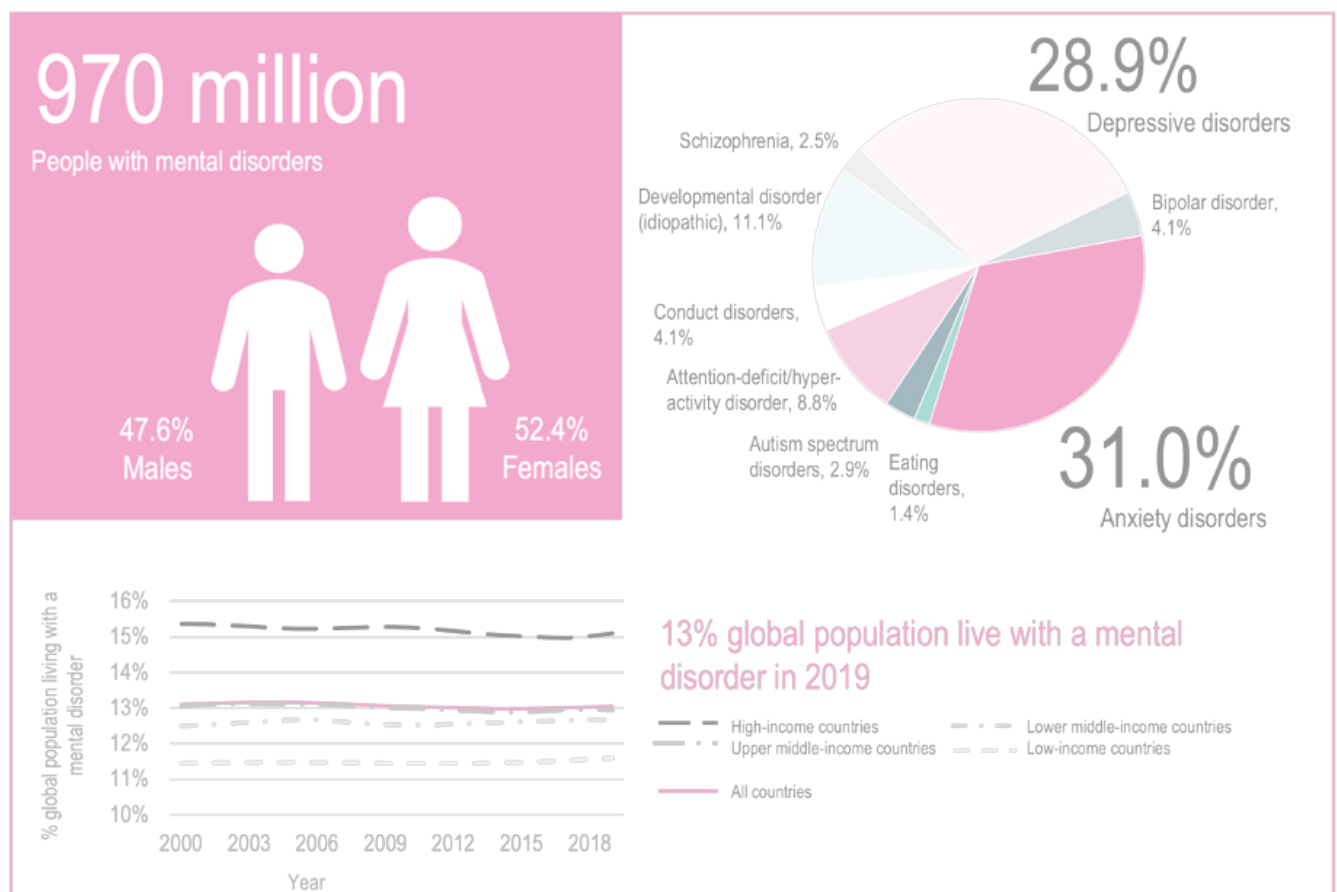 970 million
People with mental disorders
47.6%
Males
52.4%
Females
28.9%
Depressive disorders
Schizophrenia, 2.5%
Developmental disorder
(idiopathic), 11.1%
Bipolar disorder,
4.1%
Conduct disorders,
4.1%
Attention-deficit/hyper-
activity disorder, 8.8%
Autism spectrum
disorders, 2.9%
Eating
disorders,
1.4%
31.0%
Anxiety disorders
% global population living with a
mental disorder
16%
15%
14%
13%
12%
11%
10%
2000 2003 2006 2009 2012 2015 2018
Year
13% global population live with a mental
disorder in 2019
High-income countries
Lower middle-income countries
Upper middle-income countries
Low-income countries
All countries